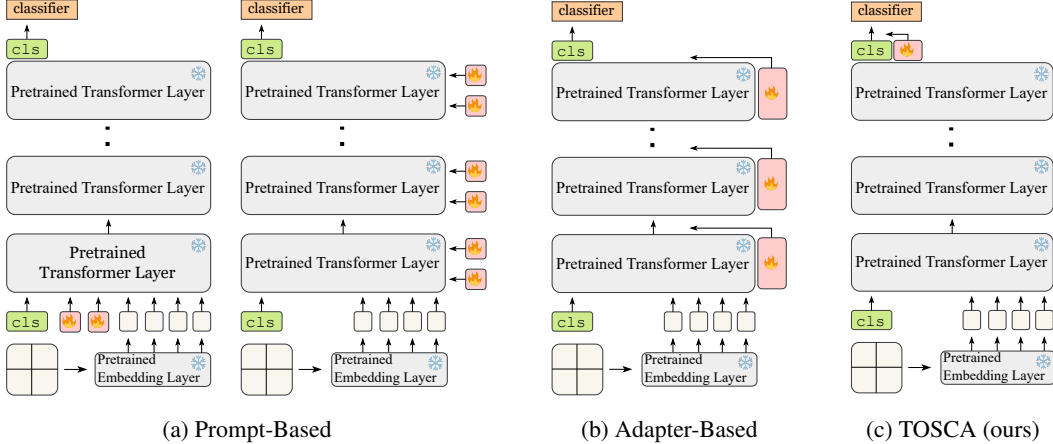 classifier
cls
Pretrained Transformer Layer
Pretrained Transformer Layer
Pretrained
Transformer Layer
cls
Pretrained
Embedding Layer
classifier
cls
Pretrained Transformer Layer
Pretrained Transformer Layer
Pretrained Transformer Layer
cls
Pretrained
Embedding Layer
(a) Prompt-Based
classifier
cls
Pretrained Transformer Layer
Pretrained Transformer Layer
Pretrained Transformer Layer
cls
Pretrained
Embedding Layer
(b) Adapter-Based
classifier
cls
Pretrained Transformer Layer
Pretrained Transformer Layer
Pretrained Transformer Layer
cls
Pretrained
Embedding Layer
(c) TOSCA (ours)